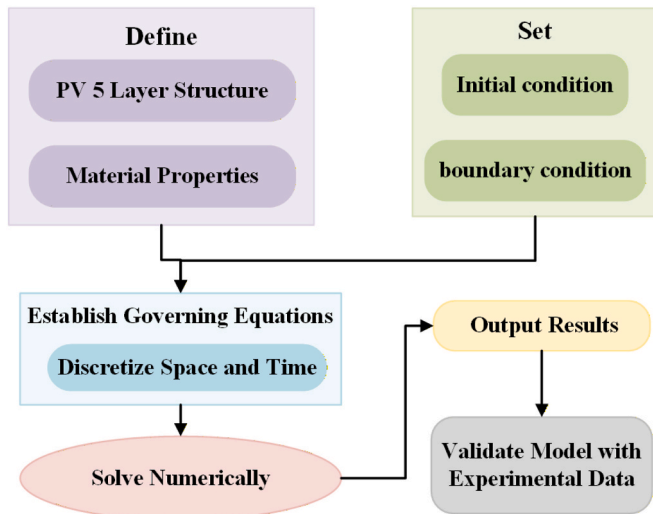 Define
PV 5 Layer Structure
Material Properties
Set
Initial condition
boundary condition
Establish Governing Equations
Discretize Space and Time
Solve Numerically
Output Results
Validate Model with
Experimental Data